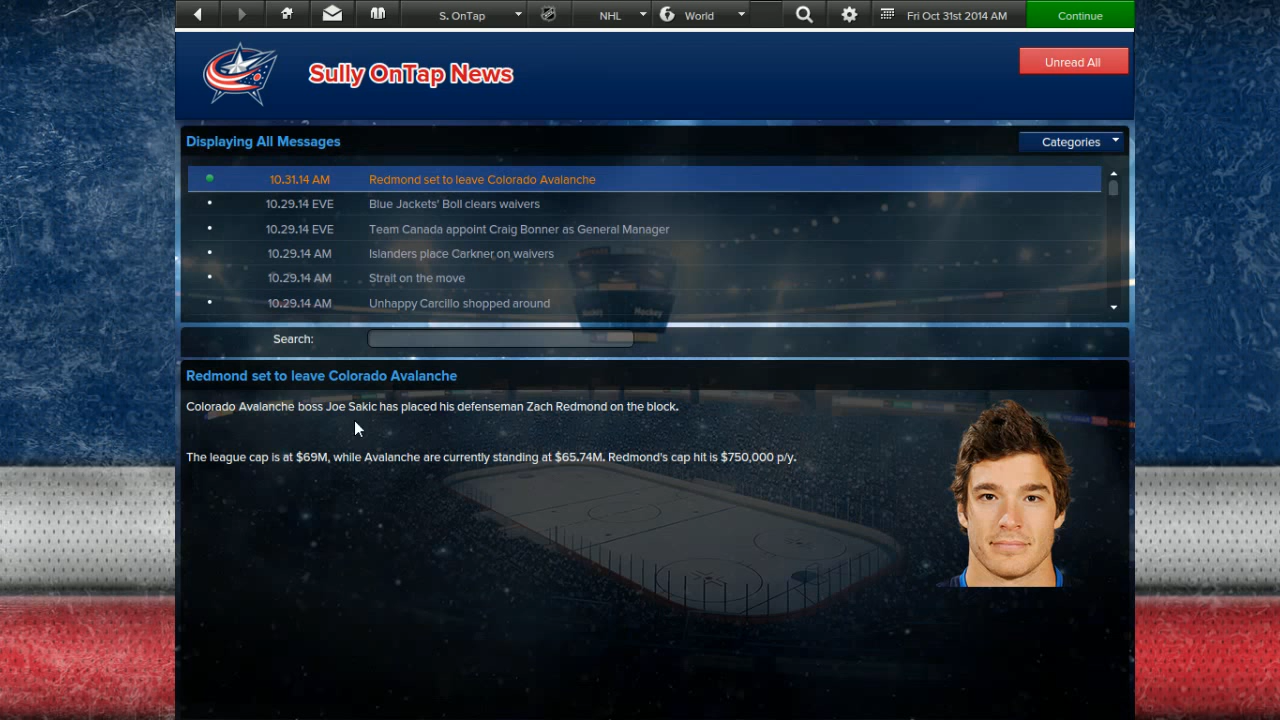 S. OnTap NHL World Fri Oct 31st 2014 AM Continue
Sully OnTap News
Unread All
Displaying All Messages
Categories
10.31.14 AM Redmond set to leave Colorado Avalanche
10.29.14 EVE Blue Jackets' Boll clears waivers
10.29.14 EVE Team Canada appoint Craig Bonner as General Manager
10.29.14 AM Islanders place Carkner on waivers
10.29.14 AM Strait on the move
10.29.14 AM Unhappy Carcillo shopped around
Hockey
Search:
Redmond set to leave Colorado Avalanche
Colorado Avalanche boss Joe Sakic has placed his defenseman Zach Redmond on the block.
The league cap is at $69M, while Avalanche are currently standing at $65.74M. Redmond's cap hit is $750,000 p/y.